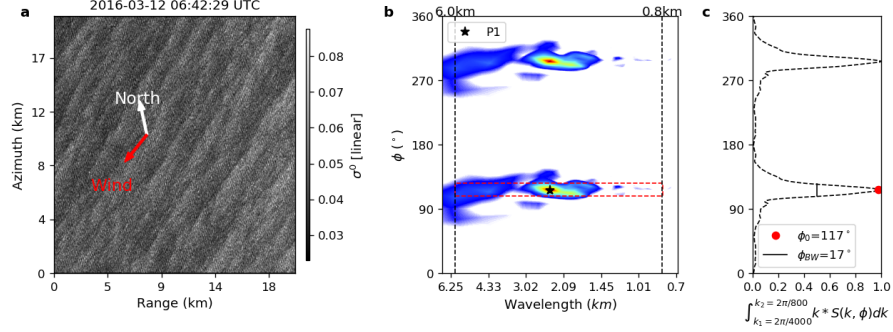 2016-03-12 06:42:29 UTC
a
17
12
8
4
0
Azimuth (km)
North
Wind
0 4 9 13 18
Range (km)
0.08
0.07
0.06
0.05
0.04
0.03
σ⁰ [linear]
b
6.0km 0.8km
P1
360
270
180
90
0
ϕ (°)
6.25 4.33 3.02 2.09 1.45 1.01 0.7
Wavelength (km)
c
360
270
180
90
0
ϕ₀=117°
ϕ_BW=17°
0.0 0.2 0.4 0.6 0.8 1.0
∫_{k₁=2π/4000}^{k₂=2π/800} k * S(k, ϕ)dk